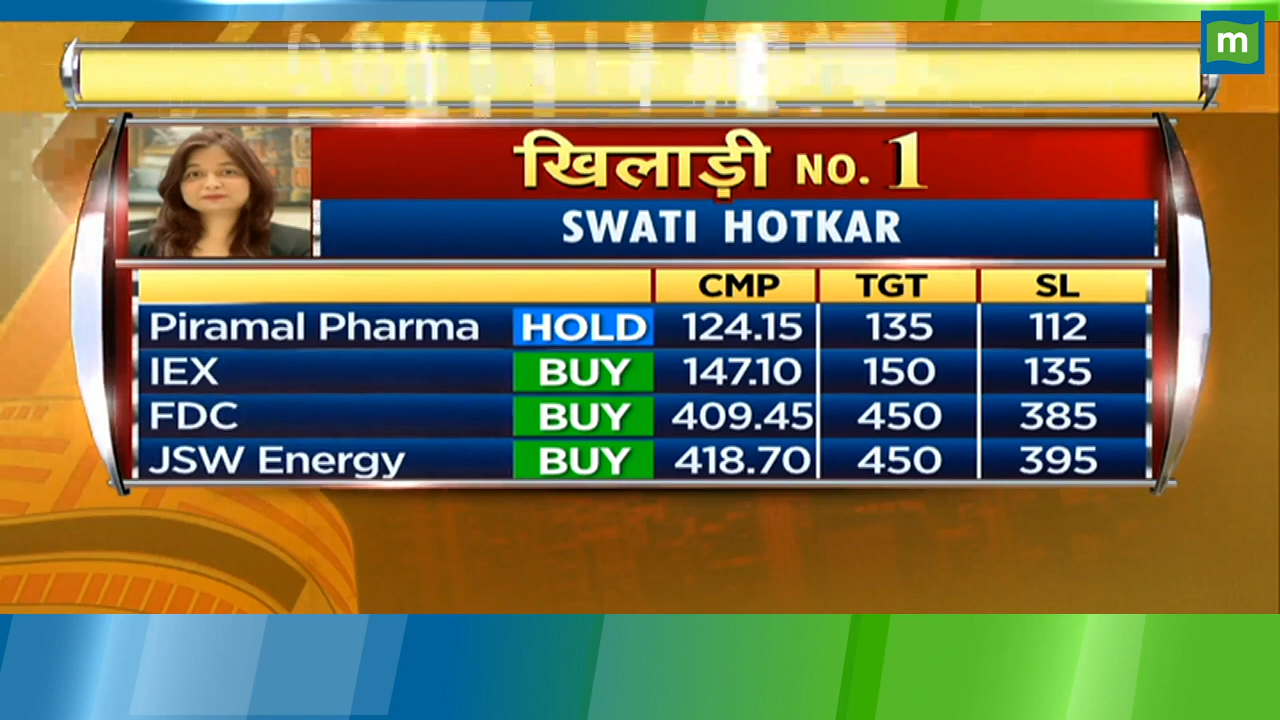 m
खिलाड़ी NO. 1
SWATI HOTKAR
CMP TGT SL
Piramal Pharma HOLD 124.15 135 112
IEX BUY 147.10 150 135
FDC BUY 409.45 450 385
JSW Energy BUY 418.70 450 395